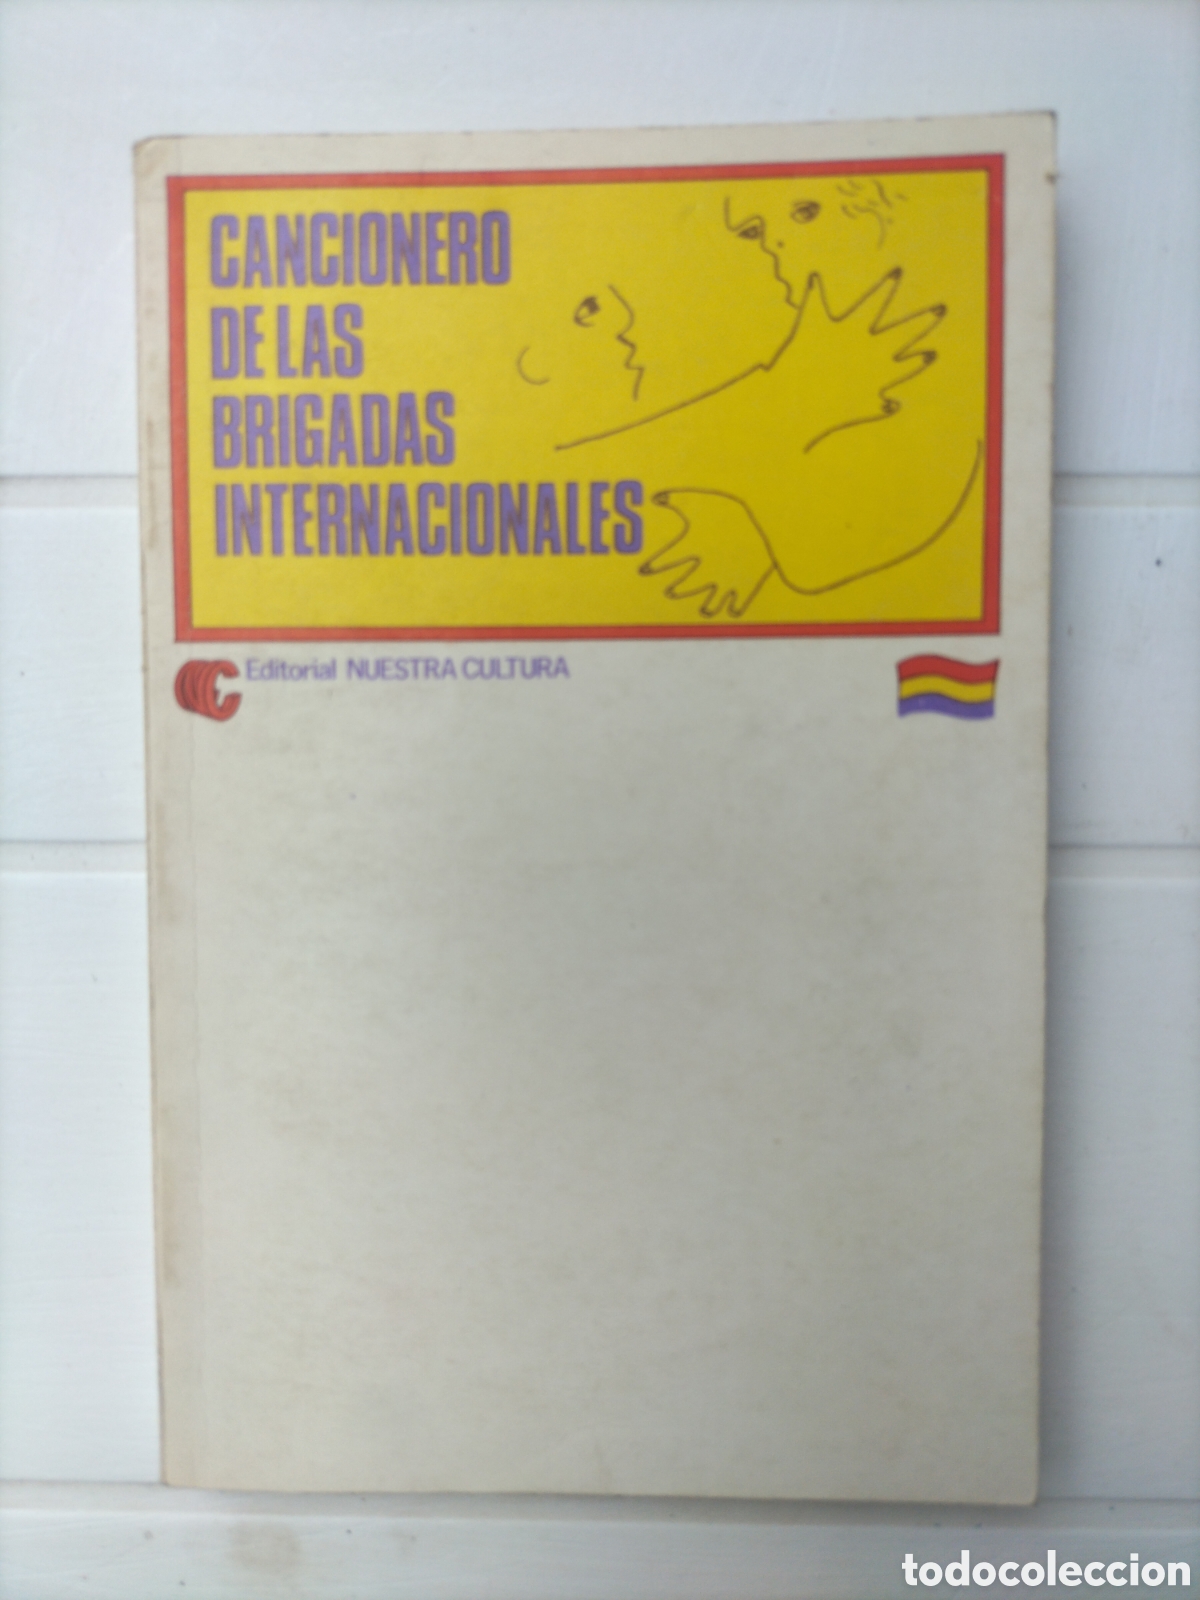 CANCIONERO
DE LAS
BRIGADAS
INTERNACIONALES
Editorial NUESTRA CULTURA
todocoleccion